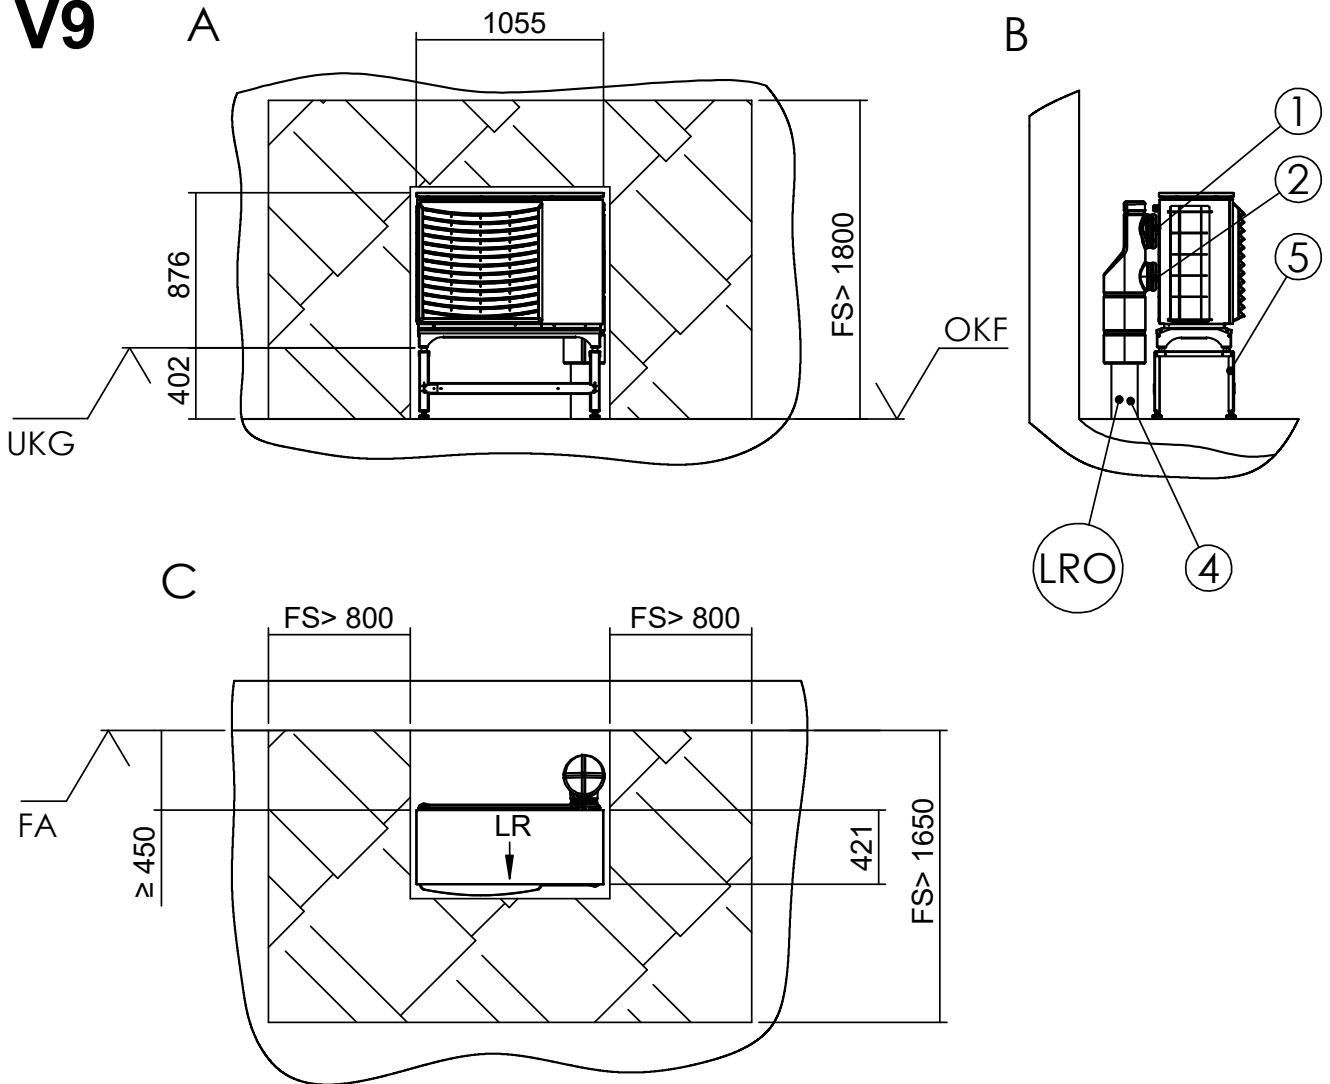 V9
A
1055
B
1
2
5
876
FS> 1800
OKF
402
UKG
LRO
4
C
FS> 800
FS> 800
FA
≥ 450
LR
421
FS> 1650